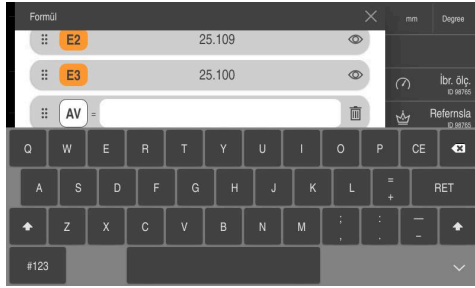 Formül
mm Degree
E2 25.109
E3 25.100
İbr. ölç.
ID 98765
AV =
Refernsla
ID 98765
Q W E R T Y U I O P CE
A S D F G H J K L = + RET
Z X C V B N M ; , : . — -
#123